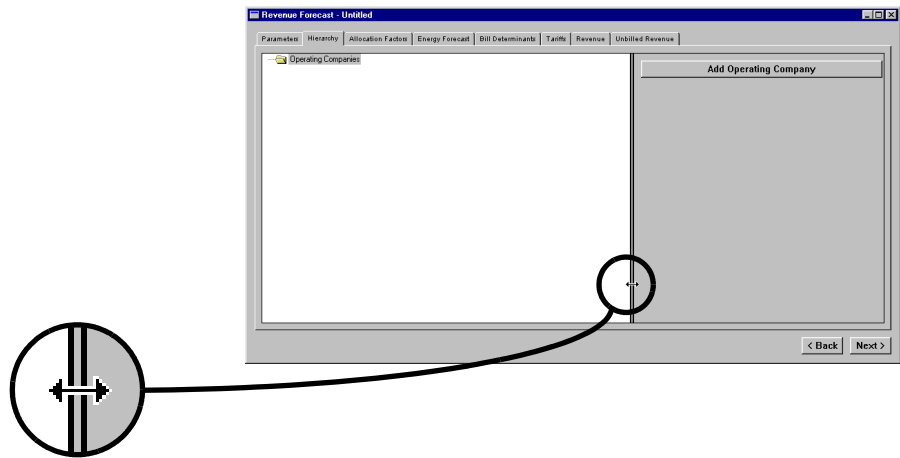 Revenue Forecast - Untitled
Parameters Hierarchy Allocation Factors Energy Forecast Bill Determinants Tariffs Revenue Unbilled Revenue
Operating Companies
Add Operating Company
< Back Next >